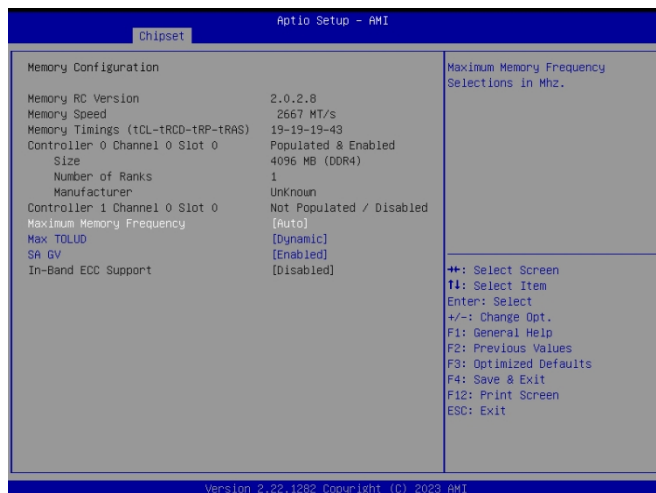 Aptio Setup - AMI
Chipset
Memory Configuration
Memory RC Version 2.0.2.8
Memory Speed 2667 MT/s
Memory Timings (tCL-tRCD-tRP-tRAS) 19-19-19-43
Controller 0 Channel 0 Slot 0 Populated & Enabled
Size 4096 MB (DDR4)
Number of Ranks 1
Manufacturer UnKnown
Controller 1 Channel 0 Slot 0 Not Populated / Disabled
Maximum Memory Frequency [Auto]
Max TOLUD [Dynamic]
SA GV [Enabled]
In-Band ECC Support [Disabled]
Maximum Memory Frequency
Selections in Mhz.
→←: Select Screen
↑↓: Select Item
Enter: Select
+/-: Change Opt.
F1: General Help
F2: Previous Values
F3: Optimized Defaults
F4: Save & Exit
F12: Print Screen
ESC: Exit
Version 2.22.1282 Copyright (C) 2023 AMI